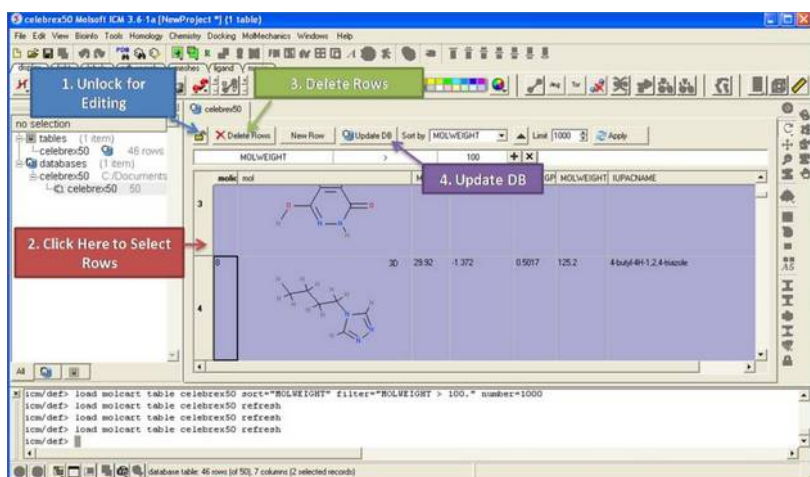 celebrex50 Molsoft ICM 3.6-1a [NewProject *] (1 table)
File Edit View Bioinfo Tools Homology Chemistry Docking MolMechanics Windows Help
meshes ligand
1. Unlock for Editing
3. Delete Rows
celebrex50
no selection
tables (1 item)
celebrex50 46 rows
databases (1 item)
celebrex50 C:/Documents
celebrex50 50
Delete Rows New Row Update DB Sort by MOLWEIGHT Limit 1000 Apply
MOLWEIGHT > 100
4. Update DB
mol GP MOLWEIGHT IUPACNAME
3
2. Click Here to Select Rows
0 3D 29.92 -1.372 0.5017 125.2 4-butyl-4H-1,2,4-triazole
4
All
icm/def> load molcart table celebrex50 sort="MOLWEIGHT" filter="MOLWEIGHT > 100." number=1000
icm/def> load molcart table celebrex50 refresh
icm/def> load molcart table celebrex50 refresh
icm/def> load molcart table celebrex50 refresh
icm/def>
database table: 46 rows (of 50), 7 columns (2 selected records)